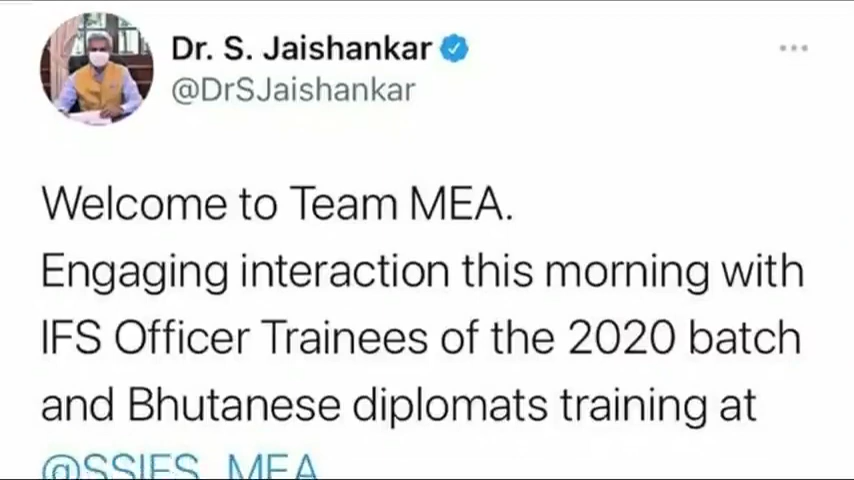 Dr. S. Jaishankar
@DrSJaishankar
Welcome to Team MEA.
Engaging interaction this morning with
IFS Officer Trainees of the 2020 batch
and Bhutanese diplomats training at
@SSIFS_MEA